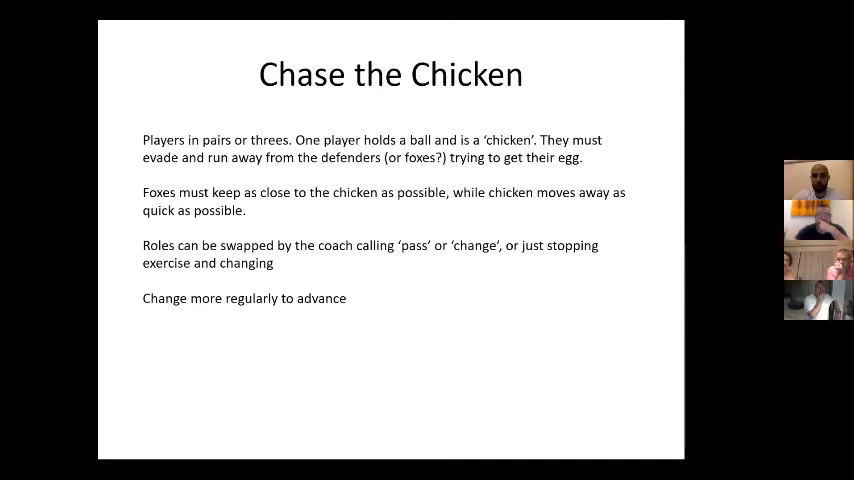 Chase the Chicken
Players in pairs or threes. One player holds a ball and is a ‘chicken’. They must
evade and run away from the defenders (or foxes?) trying to get their egg.
Foxes must keep as close to the chicken as possible, while chicken moves away as
quick as possible.
Roles can be swapped by the coach calling ‘pass’ or ‘change’, or just stopping
exercise and changing
Change more regularly to advance